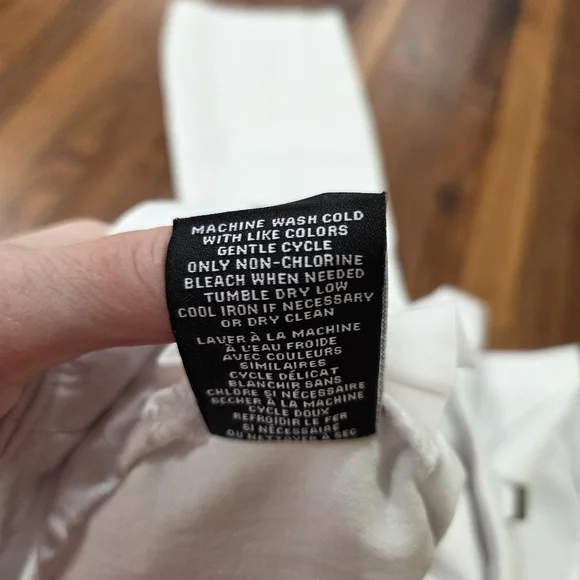 MACHINE WASH COLD
WITH LIKE COLORS
GENTLE CYCLE
ONLY NON-CHLORINE
BLEACH WHEN NEEDED
TUMBLE DRY LOW
COOL IRON IF NECESSARY
OR DRY CLEAN
LAVER À LA MACHINE
À L'EAU FROIDE
AVEC COULEURS
SIMILAIRES
CYCLE DÉLICAT
BLANCHIR SANS
CHLORE SI NÉCESSAIRE
SÉCHER À LA MACHINE
CYCLE DOUX
REFROIDIR LE FER
SI NÉCESSAIRE
OU NETTOYER À SEC